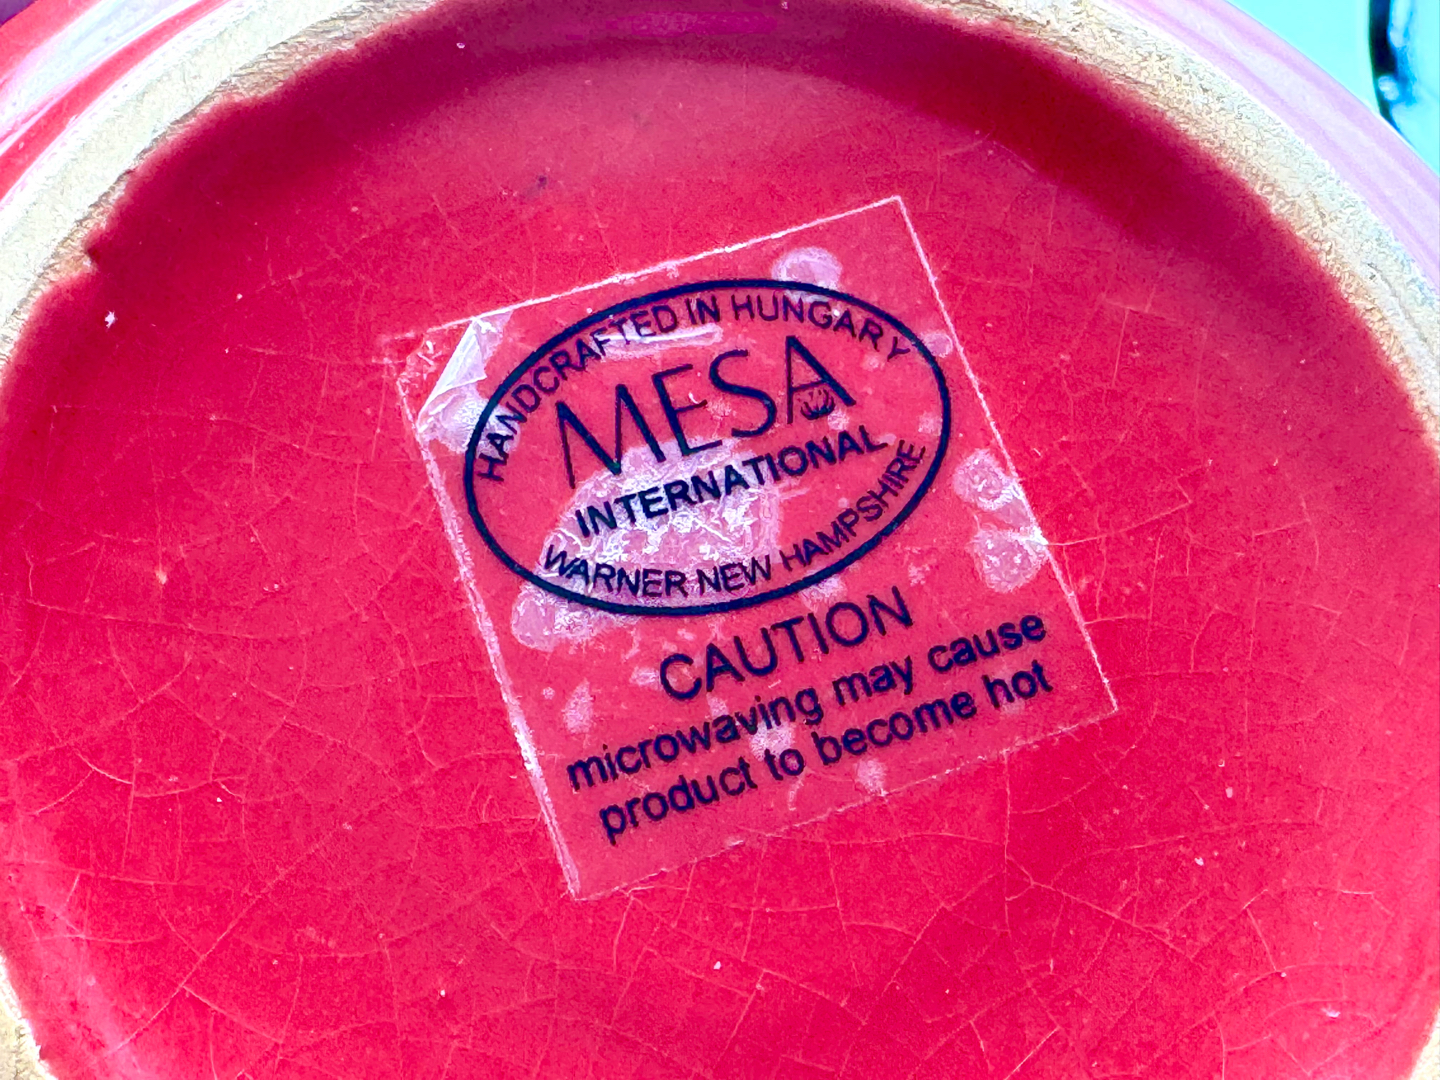 HANDCRAFTED IN HUNGARY
MESA
INTERNATIONAL
WARNER NEW HAMPSHIRE
CAUTION
microwaving may cause
product to become hot